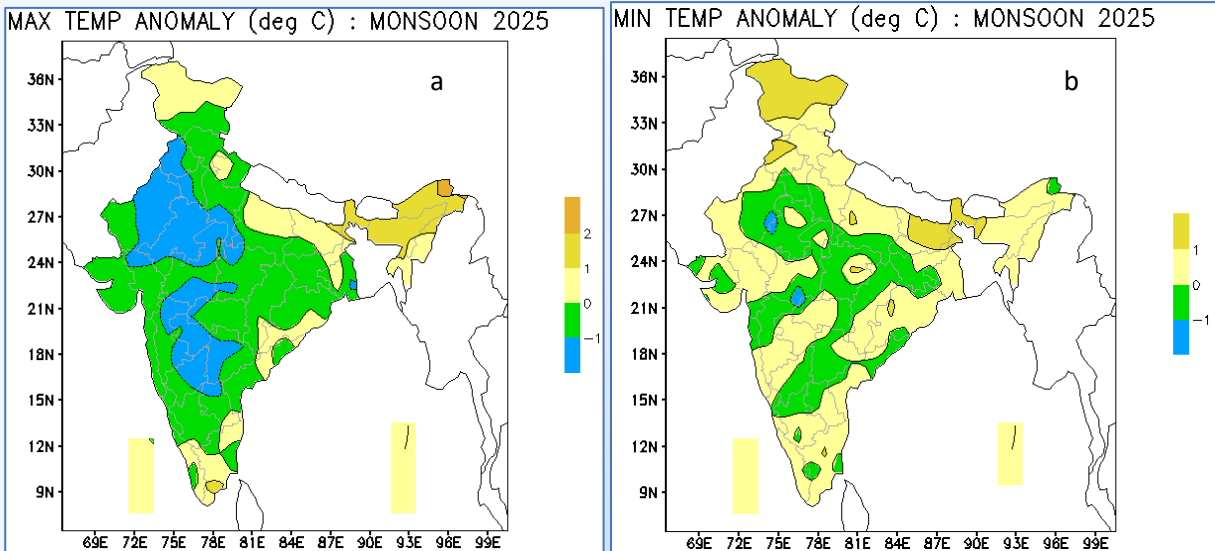 MAX TEMP ANOMALY (deg C) : MONSOON 2025
a
36N
33N
30N
27N
24N
21N
18N
15N
12N
9N
69E 72E 75E 78E 81E 84E 87E 90E 93E 96E 99E
2
1
0
−1
MIN TEMP ANOMALY (deg C) : MONSOON 2025
b
36N
33N
30N
27N
24N
21N
18N
15N
12N
9N
69E 72E 75E 78E 81E 84E 87E 90E 93E 96E 99E
1
0
−1